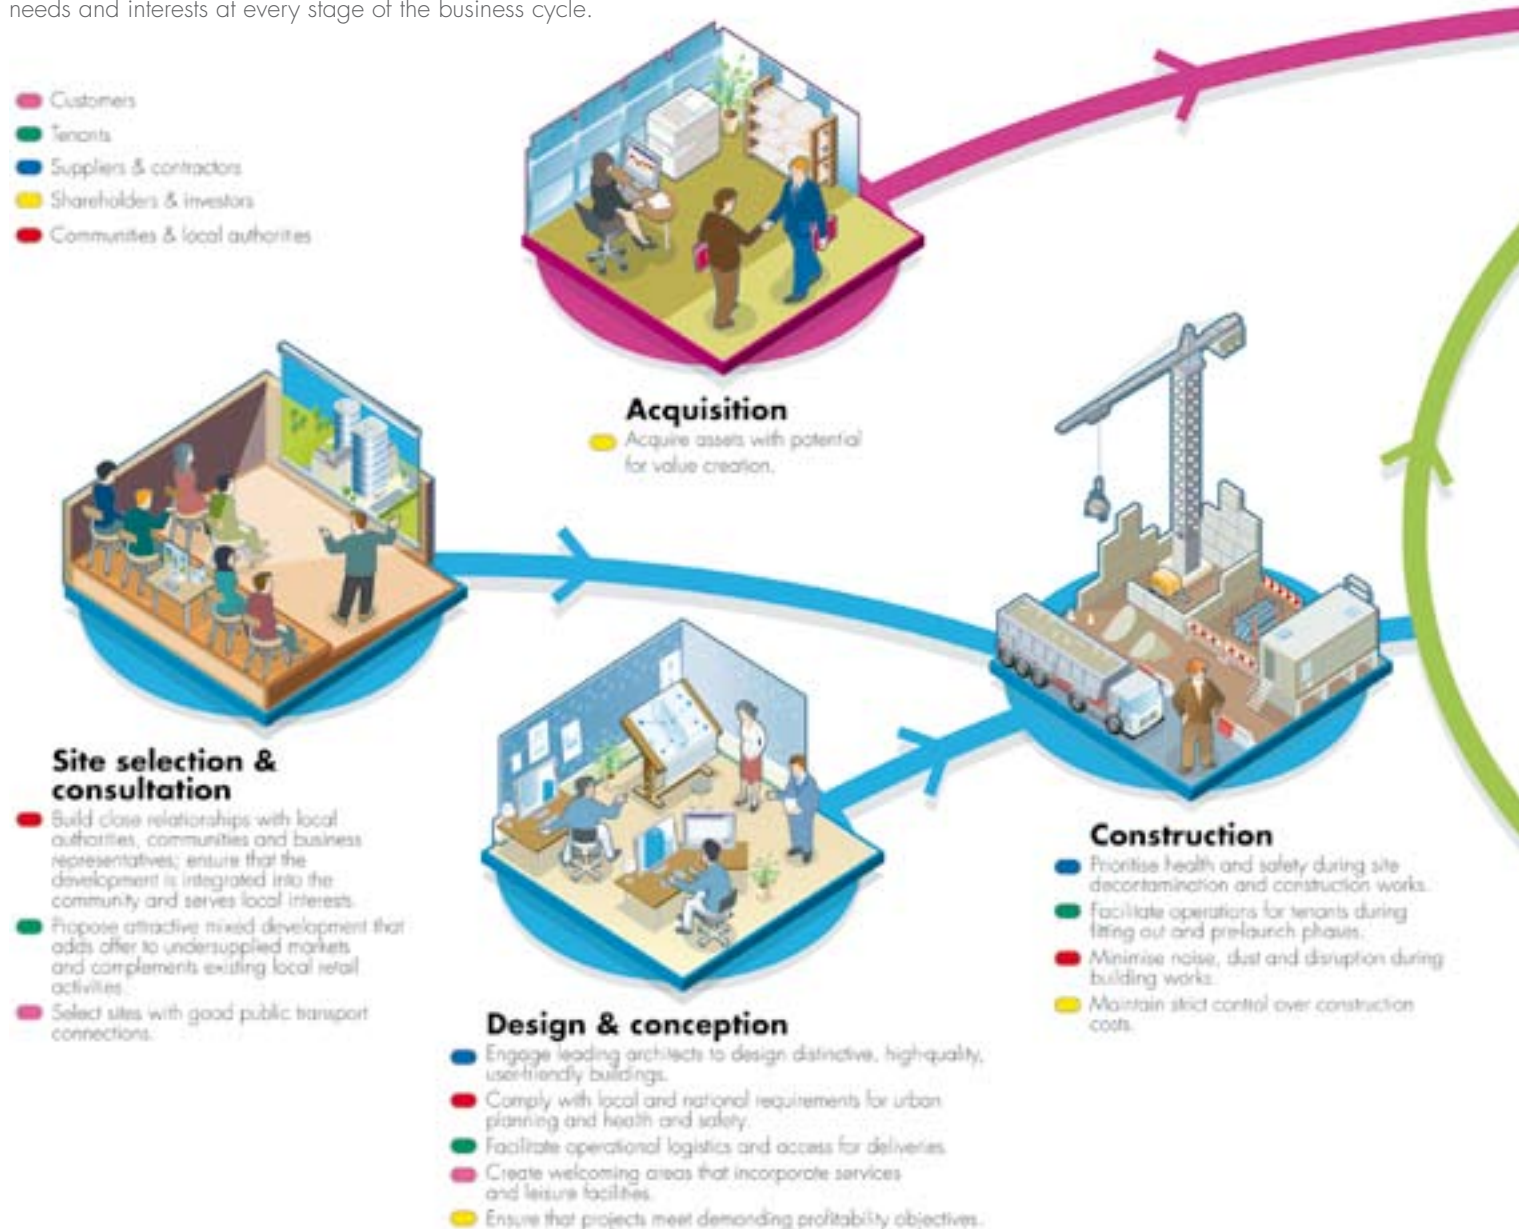 needs and interests at every stage of the business cycle.
Customers
Tenants
Suppliers & contractors
Shareholders & investors
Communities & local authorities
Acquisition
Acquire assets with potential
for value creation.
Site selection &
consultation
Build close relationships with local
authorities, communities and business
representatives; ensure that the
development is integrated into the
community and serves local interests.
Propose attractive mixed development that
adds offer to undersupplied markets
and complements existing local retail
activities.
Select sites with good public transport
connections.
Design & conception
Engage leading architects to design distinctive, high-quality,
user-friendly buildings.
Comply with local and national requirements for urban
planning and health and safety.
Facilitate operational logistics and access for deliveries.
Create welcoming areas that incorporate services
and leisure facilities.
Ensure that projects meet demanding profitability objectives.
Construction
Prioritise health and safety during site
decontamination and construction works.
Facilitate operations for tenants during
fitting out and pre-launch phases.
Minimise noise, dust and disruption during
building works.
Maintain strict control over construction
costs.